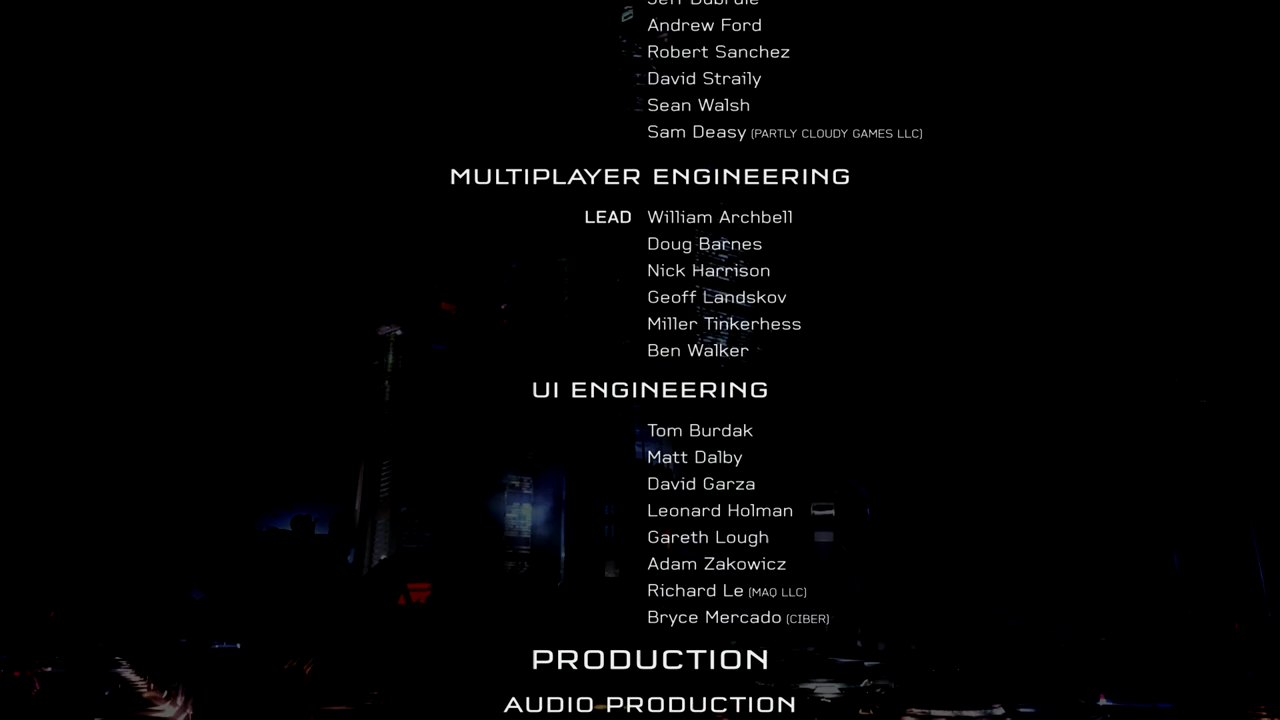 Andrew Ford
Robert Sanchez
David Straily
Sean Walsh
Sam Deasy (PARTLY CLOUDY GAMES LLC)
MULTIPLAYER ENGINEERING
LEAD William Archbell
Doug Barnes
Nick Harrison
Geoff Landskov
Miller Tinkerhess
Ben Walker
UI ENGINEERING
Tom Burdak
Matt Dalby
David Garza
Leonard Holman
Gareth Lough
Adam Zakowicz
Richard Le (MAQ LLC)
Bryce Mercado (CIBER)
PRODUCTION
AUDIO PRODUCTION